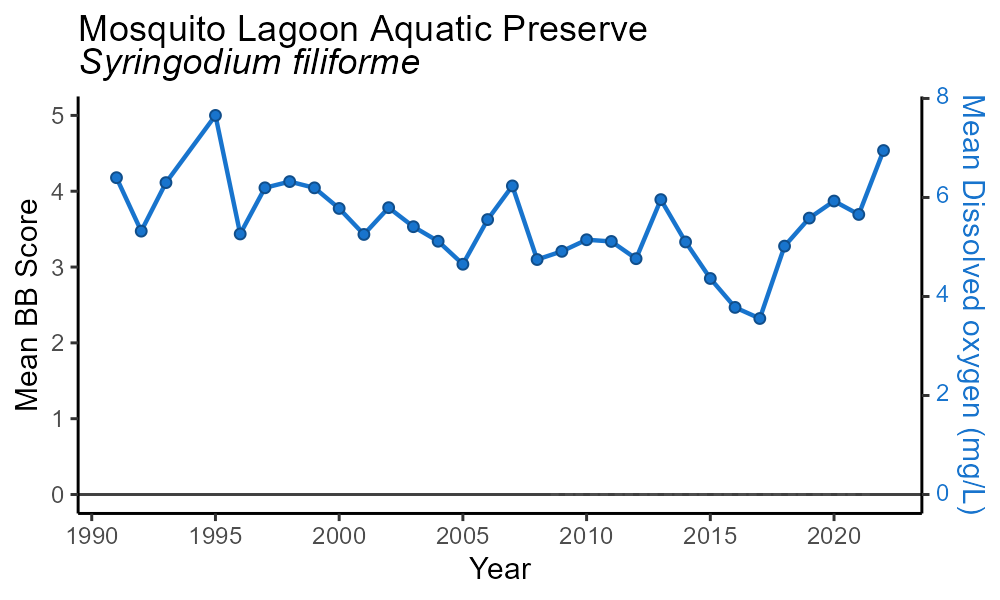 Mosquito Lagoon Aquatic Preserve
Syringodium filiforme
Mean BB Score
5
4
3
2
1
0
8
6
4
2
0
Mean Dissolved oxygen (mg/L)
1990 1995 2000 2005 2010 2015 2020
Year